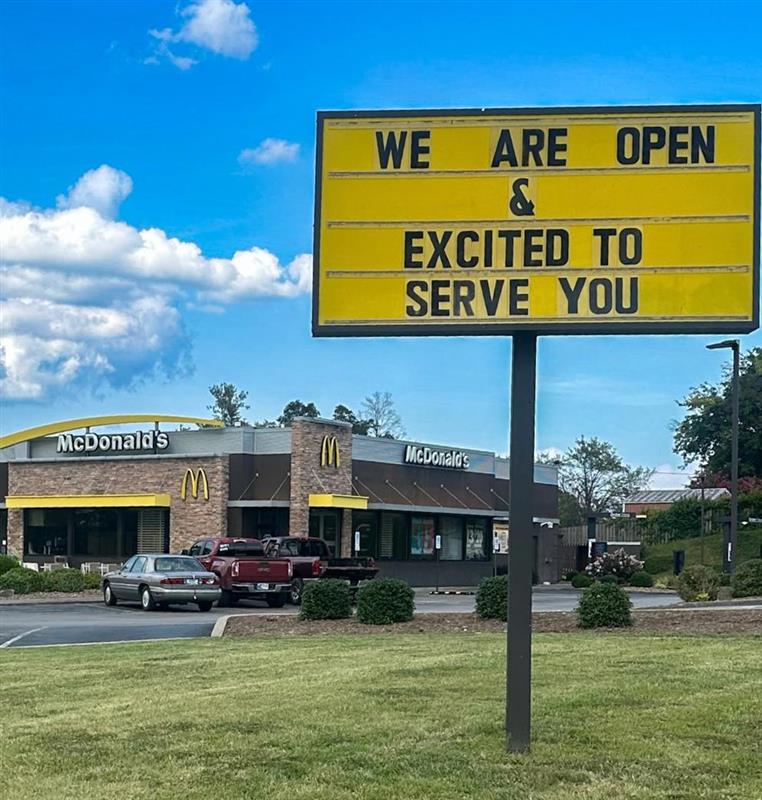 WE ARE OPEN
&
EXCITED TO
SERVE YOU
McDonald's
McDonald's